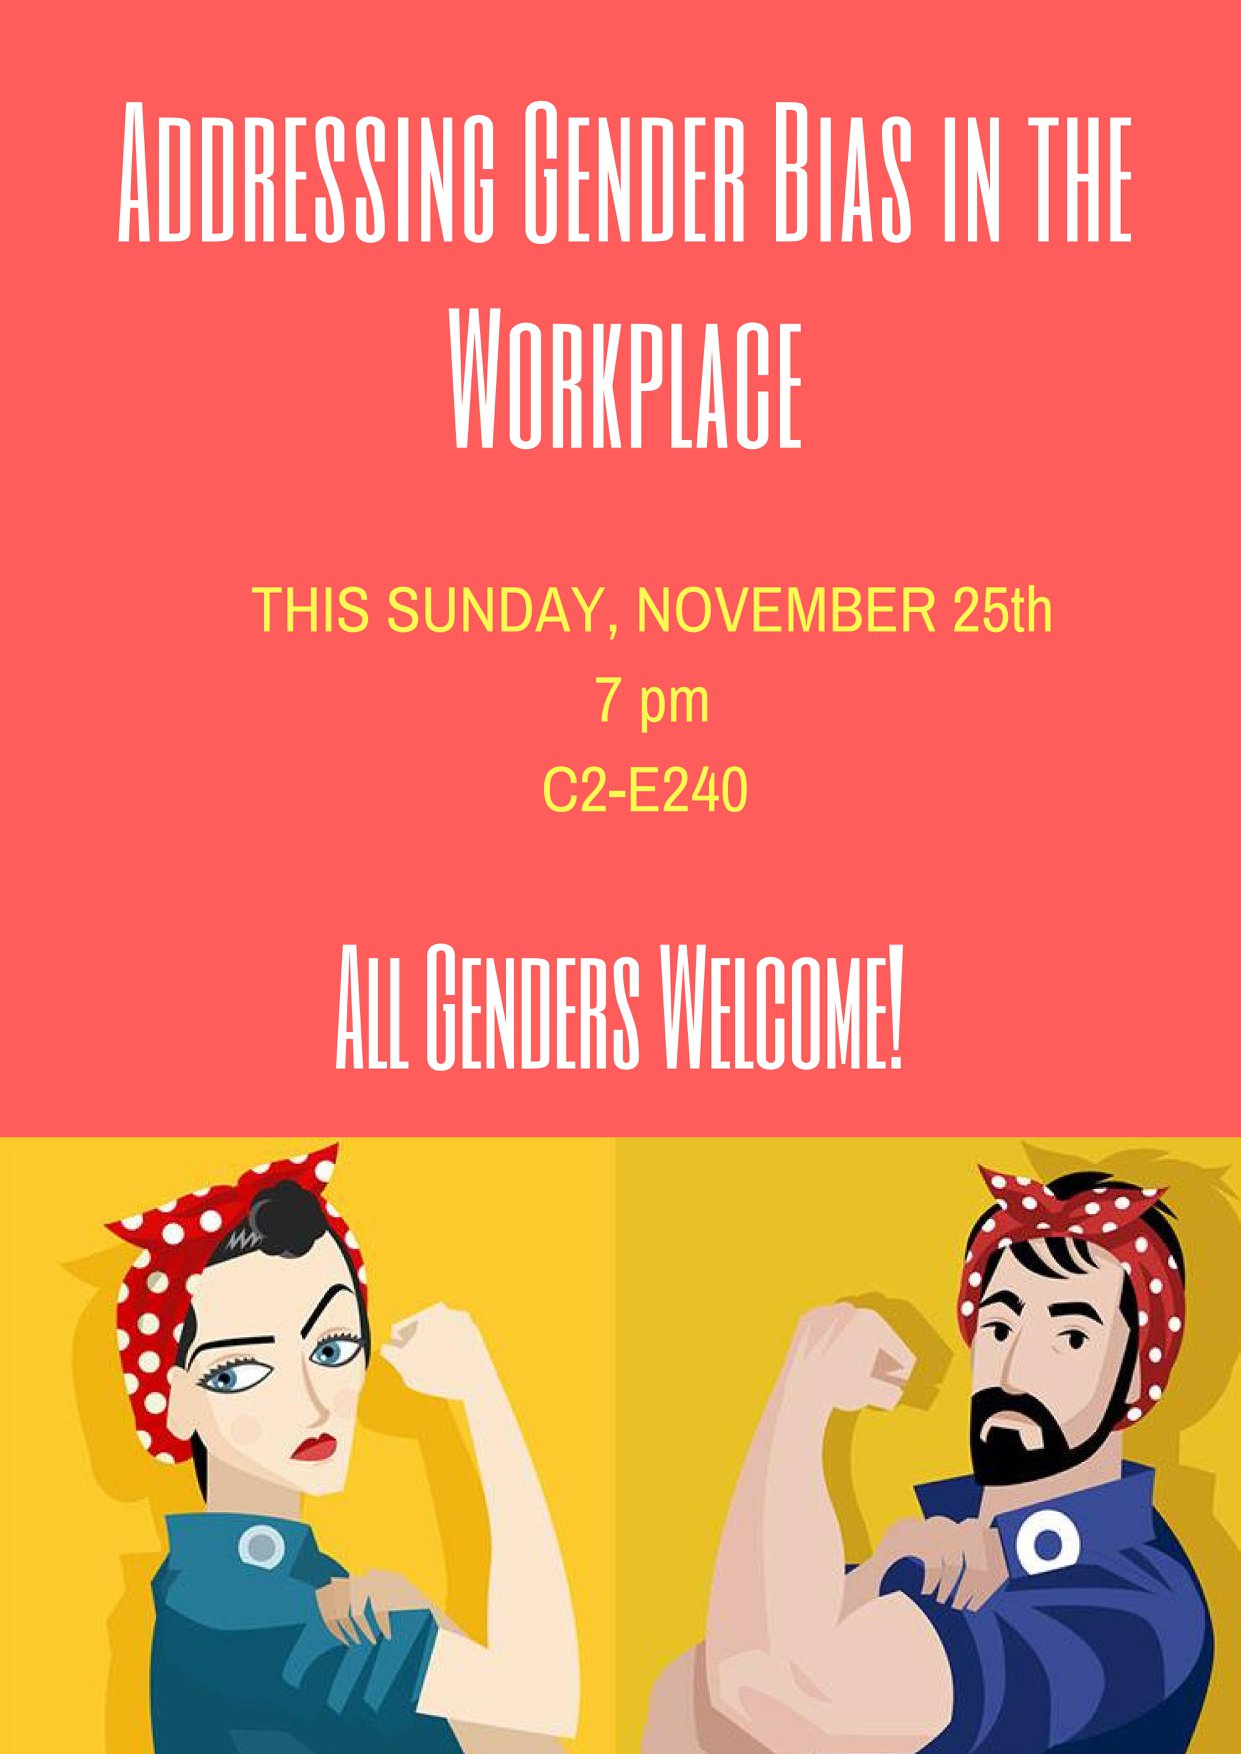 Addressing Gender Bias in the
Workplace
THIS SUNDAY, NOVEMBER 25th
7 pm
C2-E240
All Genders Welcome!